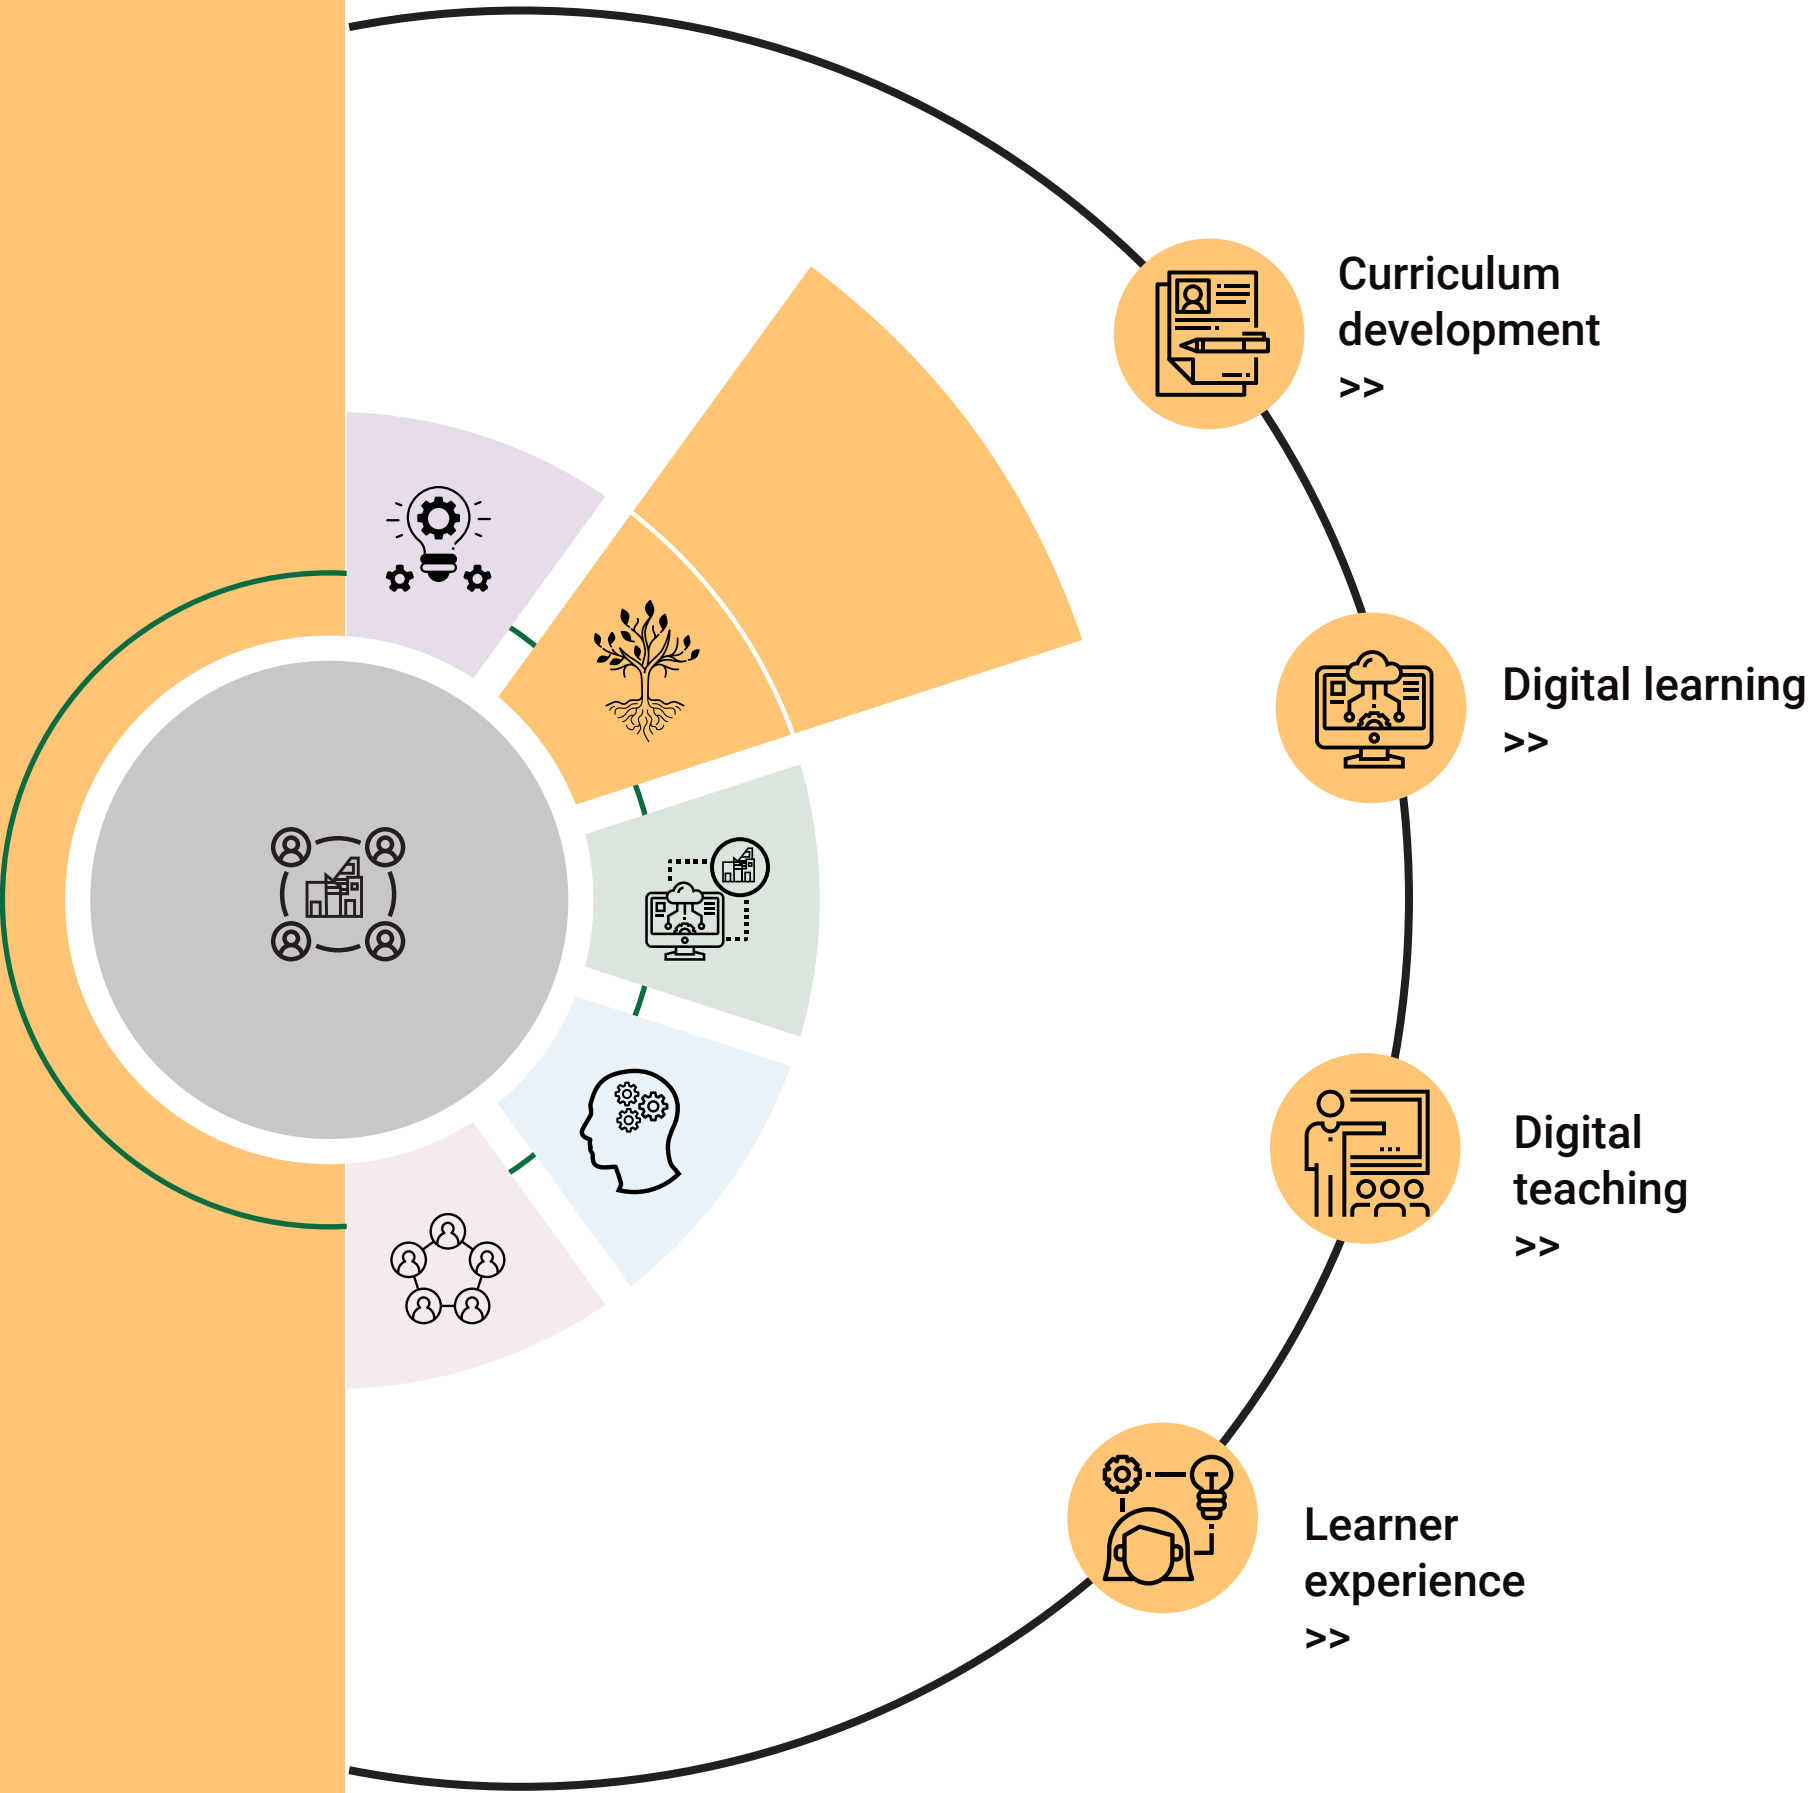 Curriculum
development
>>
Digital learning
>>
Digital
teaching
>>
Learner
experience
>>